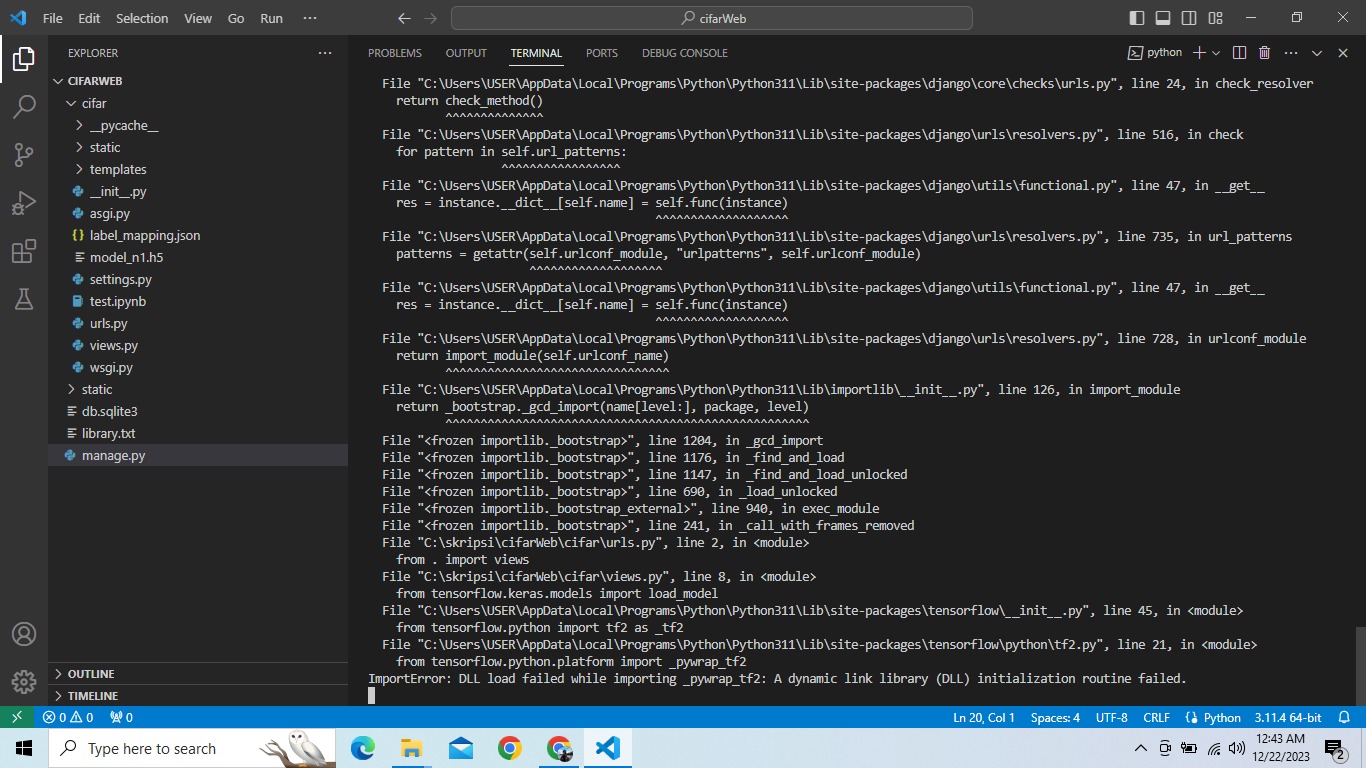 File Edit Selection View Go Run ···
cifarWeb
EXPLORER
CIFARWEB
cifar
__pycache__
static
templates
__init__.py
asgi.py
label_mapping.json
model_n1.h5
settings.py
test.ipynb
urls.py
views.py
wsgi.py
static
db.sqlite3
library.txt
manage.py
OUTLINE
TIMELINE
PROBLEMS OUTPUT TERMINAL PORTS DEBUG CONSOLE
python
File "C:\Users\USER\AppData\Local\Programs\Python\Python311\Lib\site-packages\django\core\checks\urls.py", line 24, in check_resolver
return check_method()
^^^^^^^^^^^^^^
File "C:\Users\USER\AppData\Local\Programs\Python\Python311\Lib\site-packages\django\urls\resolvers.py", line 516, in check
for pattern in self.url_patterns:
^^^^^^^^^^^^^^^^^
File "C:\Users\USER\AppData\Local\Programs\Python\Python311\Lib\site-packages\django\utils\functional.py", line 47, in __get__
res = instance.__dict__[self.name] = self.func(instance)
^^^^^^^^^^^^^^^^^^^
File "C:\Users\USER\AppData\Local\Programs\Python\Python311\Lib\site-packages\django\urls\resolvers.py", line 735, in url_patterns
patterns = getattr(self.urlconf_module, "urlpatterns", self.urlconf_module)
^^^^^^^^^^^^^^^^^^^
File "C:\Users\USER\AppData\Local\Programs\Python\Python311\Lib\site-packages\django\utils\functional.py", line 47, in __get__
res = instance.__dict__[self.name] = self.func(instance)
^^^^^^^^^^^^^^^^^^^
File "C:\Users\USER\AppData\Local\Programs\Python\Python311\Lib\site-packages\django\urls\resolvers.py", line 728, in urlconf_module
return import_module(self.urlconf_name)
^^^^^^^^^^^^^^^^^^^^^^^^^^^^^^^^
File "C:\Users\USER\AppData\Local\Programs\Python\Python311\Lib\importlib\__init__.py", line 126, in import_module
return _bootstrap._gcd_import(name[level:], package, level)
^^^^^^^^^^^^^^^^^^^^^^^^^^^^^^^^^^^^^^^^^^^^^^^^^^^^
File "<frozen importlib._bootstrap>", line 1204, in _gcd_import
File "<frozen importlib._bootstrap>", line 1176, in _find_and_load
File "<frozen importlib._bootstrap>", line 1147, in _find_and_load_unlocked
File "<frozen importlib._bootstrap>", line 690, in _load_unlocked
File "<frozen importlib._bootstrap_external>", line 940, in exec_module
File "<frozen importlib._bootstrap>", line 241, in _call_with_frames_removed
File "C:\skripsi\cifarWeb\cifar\urls.py", line 2, in <module>
from . import views
File "C:\skripsi\cifarWeb\cifar\views.py", line 8, in <module>
from tensorflow.keras.models import load_model
File "C:\Users\USER\AppData\Local\Programs\Python\Python311\Lib\site-packages\tensorflow\__init__.py", line 45, in <module>
from tensorflow.python import tf2 as _tf2
File "C:\Users\USER\AppData\Local\Programs\Python\Python311\Lib\site-packages\tensorflow\python\tf2.py", line 21, in <module>
from tensorflow.python.platform import _pywrap_tf2
ImportError: DLL load failed while importing _pywrap_tf2: A dynamic link library (DLL) initialization routine failed.
0 0 0 Ln 20, Col 1 Spaces: 4 UTF-8 CRLF Python 3.11.4 64-bit
Type here to search
12:43 AM
12/22/2023
2